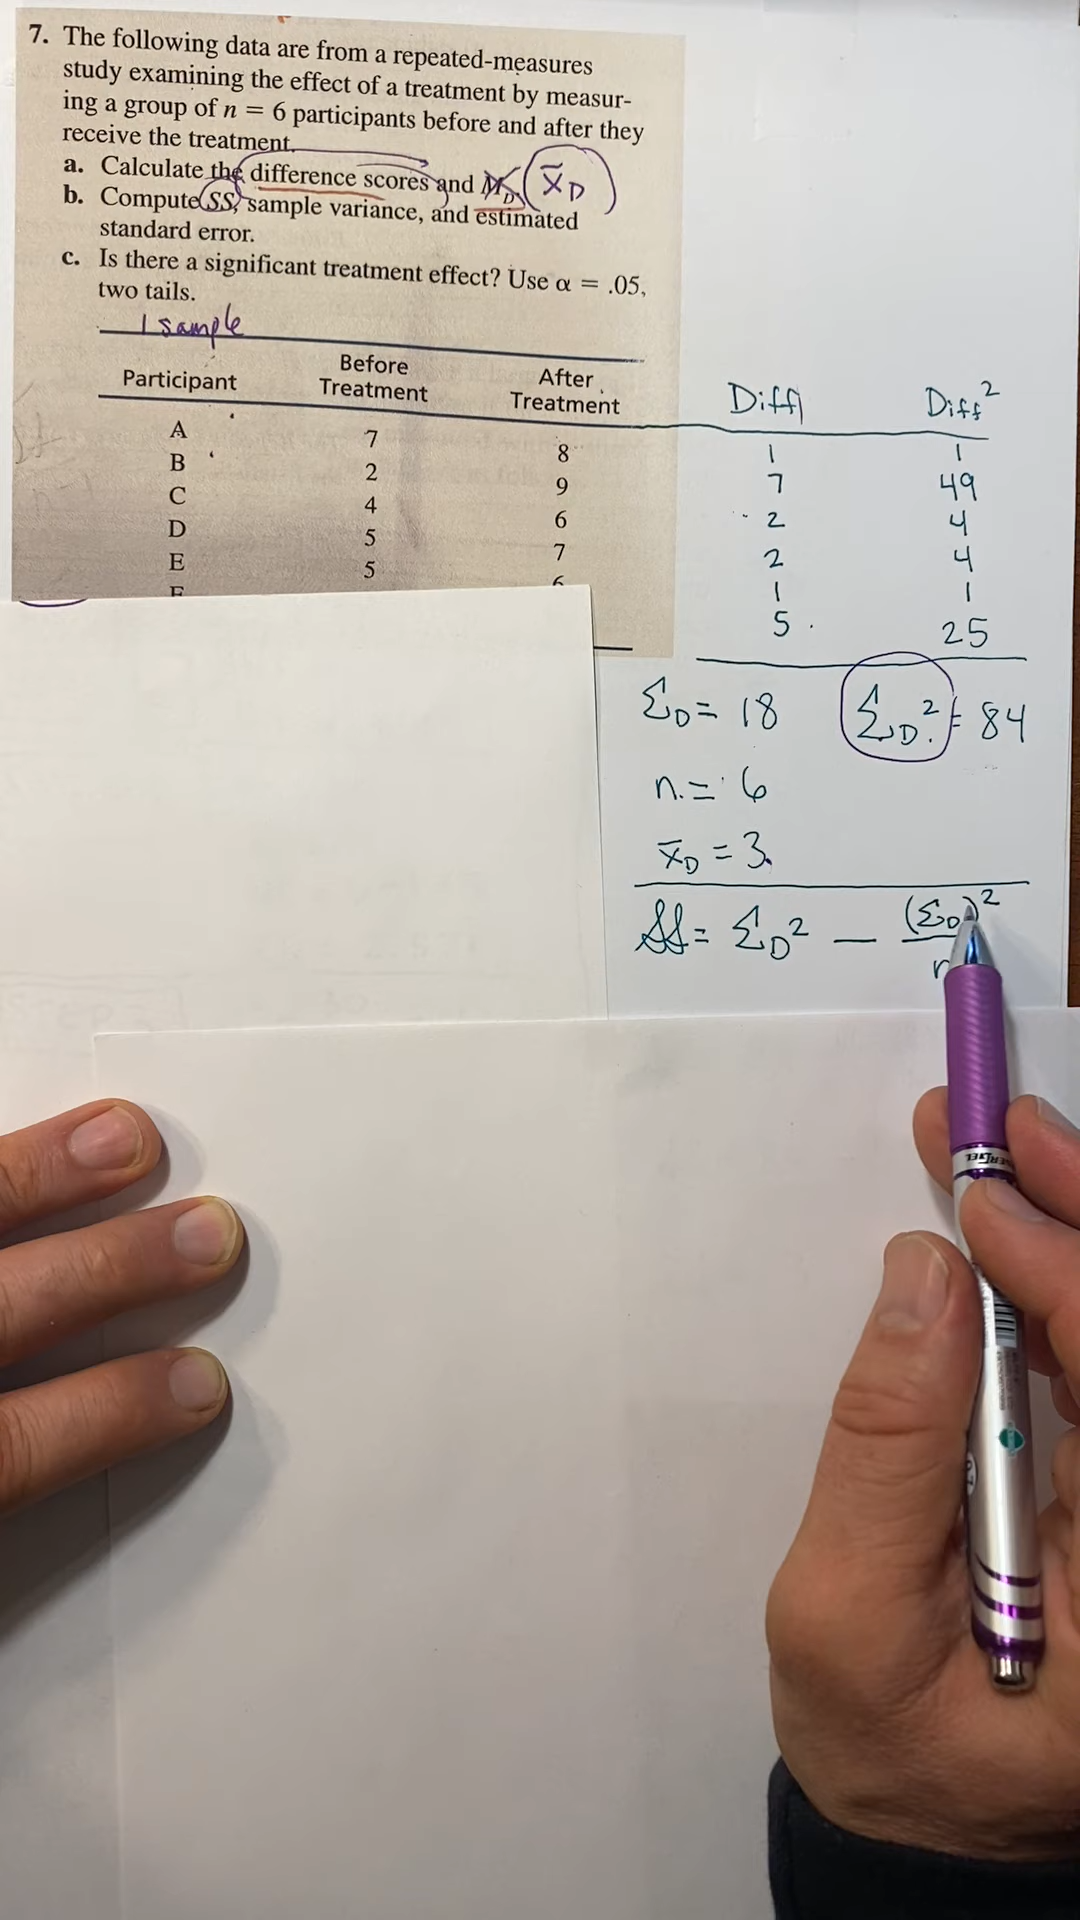 7. The following data are from a repeated-measures
study examining the effect of a treatment by measur-
ing a group of n = 6 participants before and after they
receive the treatment.
a. Calculate the difference scores and M_D. (x̄_D)
b. Compute SS, sample variance, and estimated
standard error.
c. Is there a significant treatment effect? Use α = .05,
two tails.
1 sample
Participant Before Treatment After Treatment Diff Diff²
A 7 8 1 1
B 2 9 7 49
C 4 6 2 4
D 5 7 2 4
E 5 6 1 1
F 5 25
Σ_D = 18 Σ_D² = 84
n = 6
x̄_D = 3
SS = Σ_D² — (Σ_D)²
n